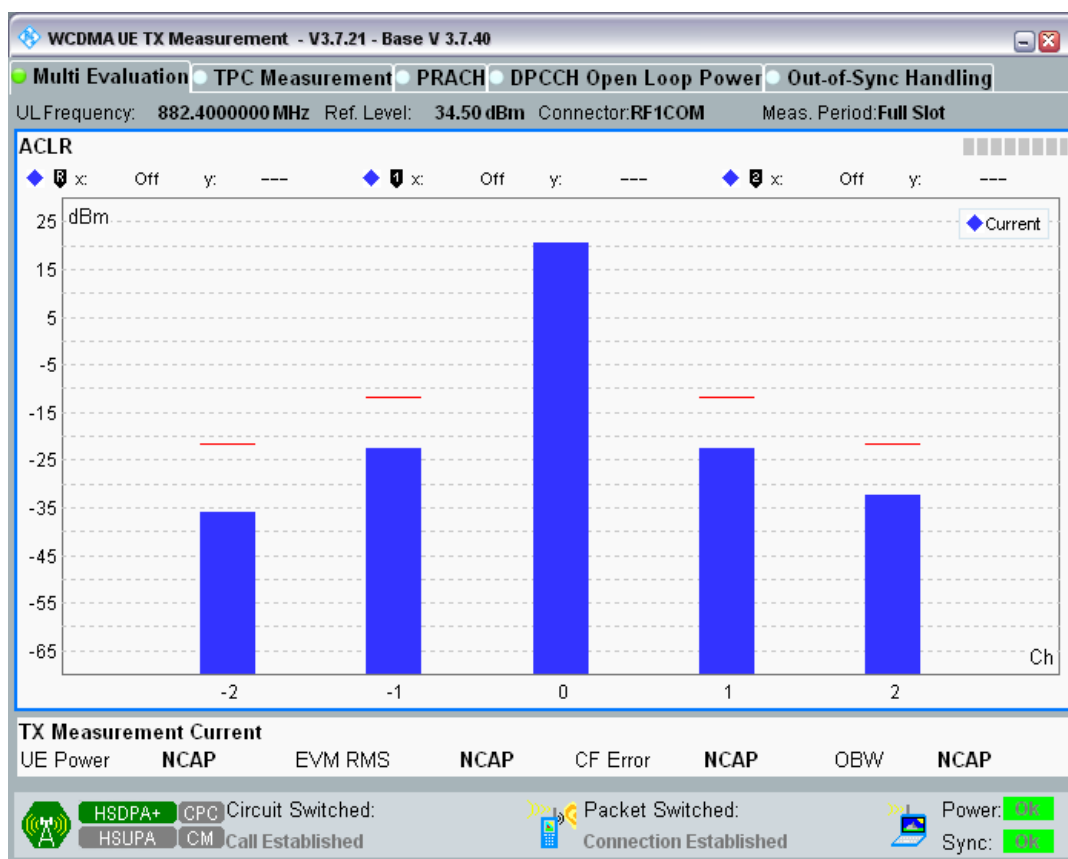 WCDMA UE TX Measurement - V3.7.21 - Base V 3.7.40
Multi Evaluation TPC Measurement PRACH DPCCH Open Loop Power Out-of-Sync Handling
UL Frequency: 882.4000000 MHz Ref. Level: 34.50 dBm Connector:RF1COM Meas. Period:Full Slot
ACLR
R x: Off y: --- 1 x: Off y: --- 2 x: Off y: ---
dBm
Current
25
15
5
-5
-15
-25
-35
-45
-55
-65
Ch
-2 -1 0 1 2
TX Measurement Current
UE Power NCAP EVM RMS NCAP CF Error NCAP OBW NCAP
HSDPA+ CPC Circuit Switched: Packet Switched: Power: OK
HSUPA CM Call Established Connection Established Sync: OK